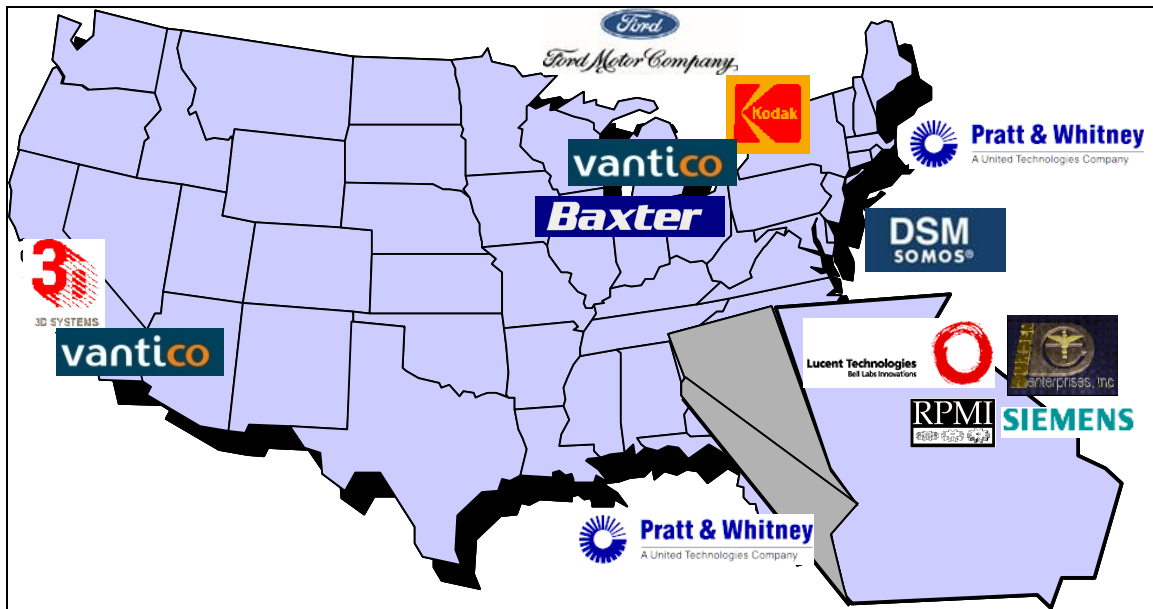 Ford
Ford Motor Company
Kodak
Pratt & Whitney
A United Technologies Company
vantico
Baxter
DSM
SOMOS®
3D SYSTEMS
vantico
Lucent Technologies
Bell Labs Innovations
enterprises, inc
RPMI
SIEMENS
Pratt & Whitney
A United Technologies Company